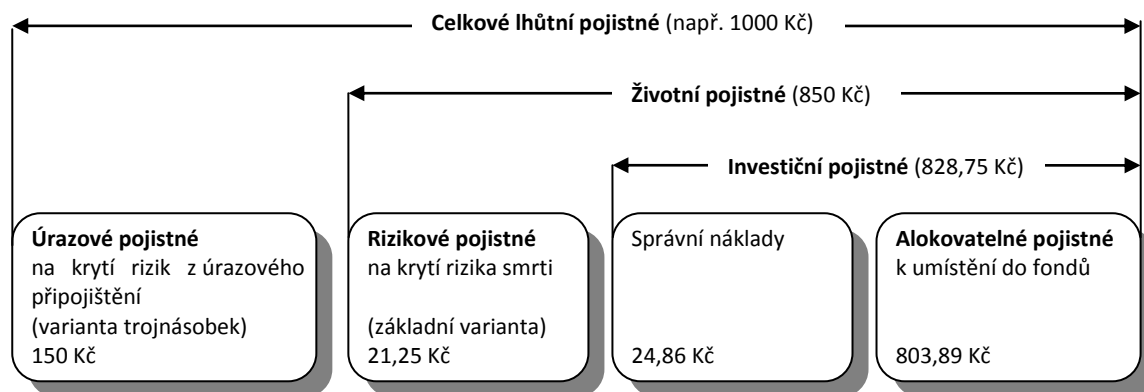 Celkové lhůtní pojistné (např. 1000 Kč)
Životní pojistné (850 Kč)
Investiční pojistné (828,75 Kč)
Úrazové pojistné
na krytí rizik z úrazového
připojištění
(varianta trojnásobek)
150 Kč
Rizikové pojistné
na krytí rizika smrti
(základní varianta)
21,25 Kč
Správní náklady
24,86 Kč
Alokovatelné pojistné
k umístění do fondů
803,89 Kč